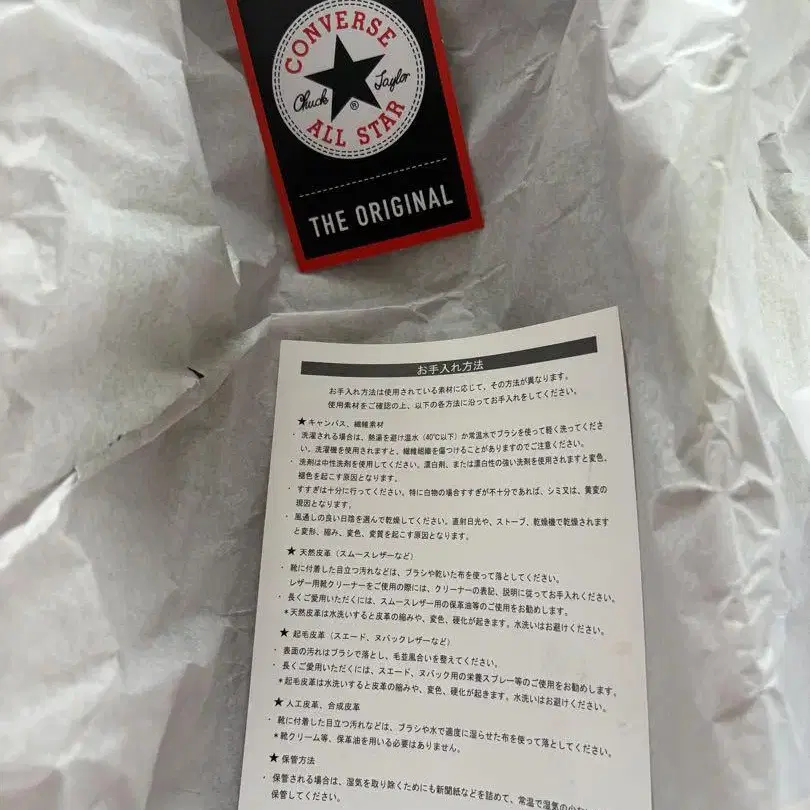 CONVERSE
Chuck Taylor
®
ALL STAR
THE ORIGINAL
お手入れ方法
お手入れ方法は使用されている素材に応じて、その方法が異なります。
使用素材をご確認の上、以下の各方法に沿ってお手入れをしてください。
★キャンバス、繊維素材
・洗濯される場合は、熱湯を避け温水（40℃以下）か常温水でブラシを使って軽く洗ってくださ
い。洗濯機を使用されますと、繊維組織を傷つけることがありますのでご注意ください。
・洗剤は中性洗剤を使用してください。漂白剤、または漂白性の強い洗剤を使用されますと変色、
褪色を起こす原因となります。
・すすぎは十分に行ってください。特に白物の場合すすぎが不十分であれば、シミ又は、黄変の
現因となります。
・風通しの良い日陰を選んで乾燥してください。直射日光や、ストーブ、乾燥機で乾燥されます
と変形、縮み、変色、変質を起こす原因となります。
★天然皮革（スムースレザーなど）
・靴に付着した目立つ汚れなどは、ブラシや乾いた布を使って落としてください。
レザー用靴クリーナーをご使用の際には、クリーナーの表記、説明に従ってお手入れください。
・長くご愛用いただくには、スムースレザー用の保革油等のご使用をお勧めします。
＊天然皮革は水洗いすると皮革の縮みや、変色、硬化が起きます。水洗いはお避けください。
★起毛皮革（スエード、ヌバックレザーなど）
・表面の汚れはブラシで落とし、毛並風合いを整えてください。
・長くご愛用いただくには、スエード、ヌバック用の栄養スプレー等のご使用をお勧めします。
＊起毛皮革は水洗いすると皮革の縮みや、変色、硬化が起きます。水洗いはお避けください。
★人工皮革、合成皮革
・靴に付着した目立つ汚れなどは、ブラシや水で適度に湿らせた布を使って落としてください。
＊靴クリーム等、保革油を用いる必要はありません。
★保管方法
・保管される場合は、湿気を取り除くためにも新聞紙などを詰めて、常温で湿気の少な
保管してください。